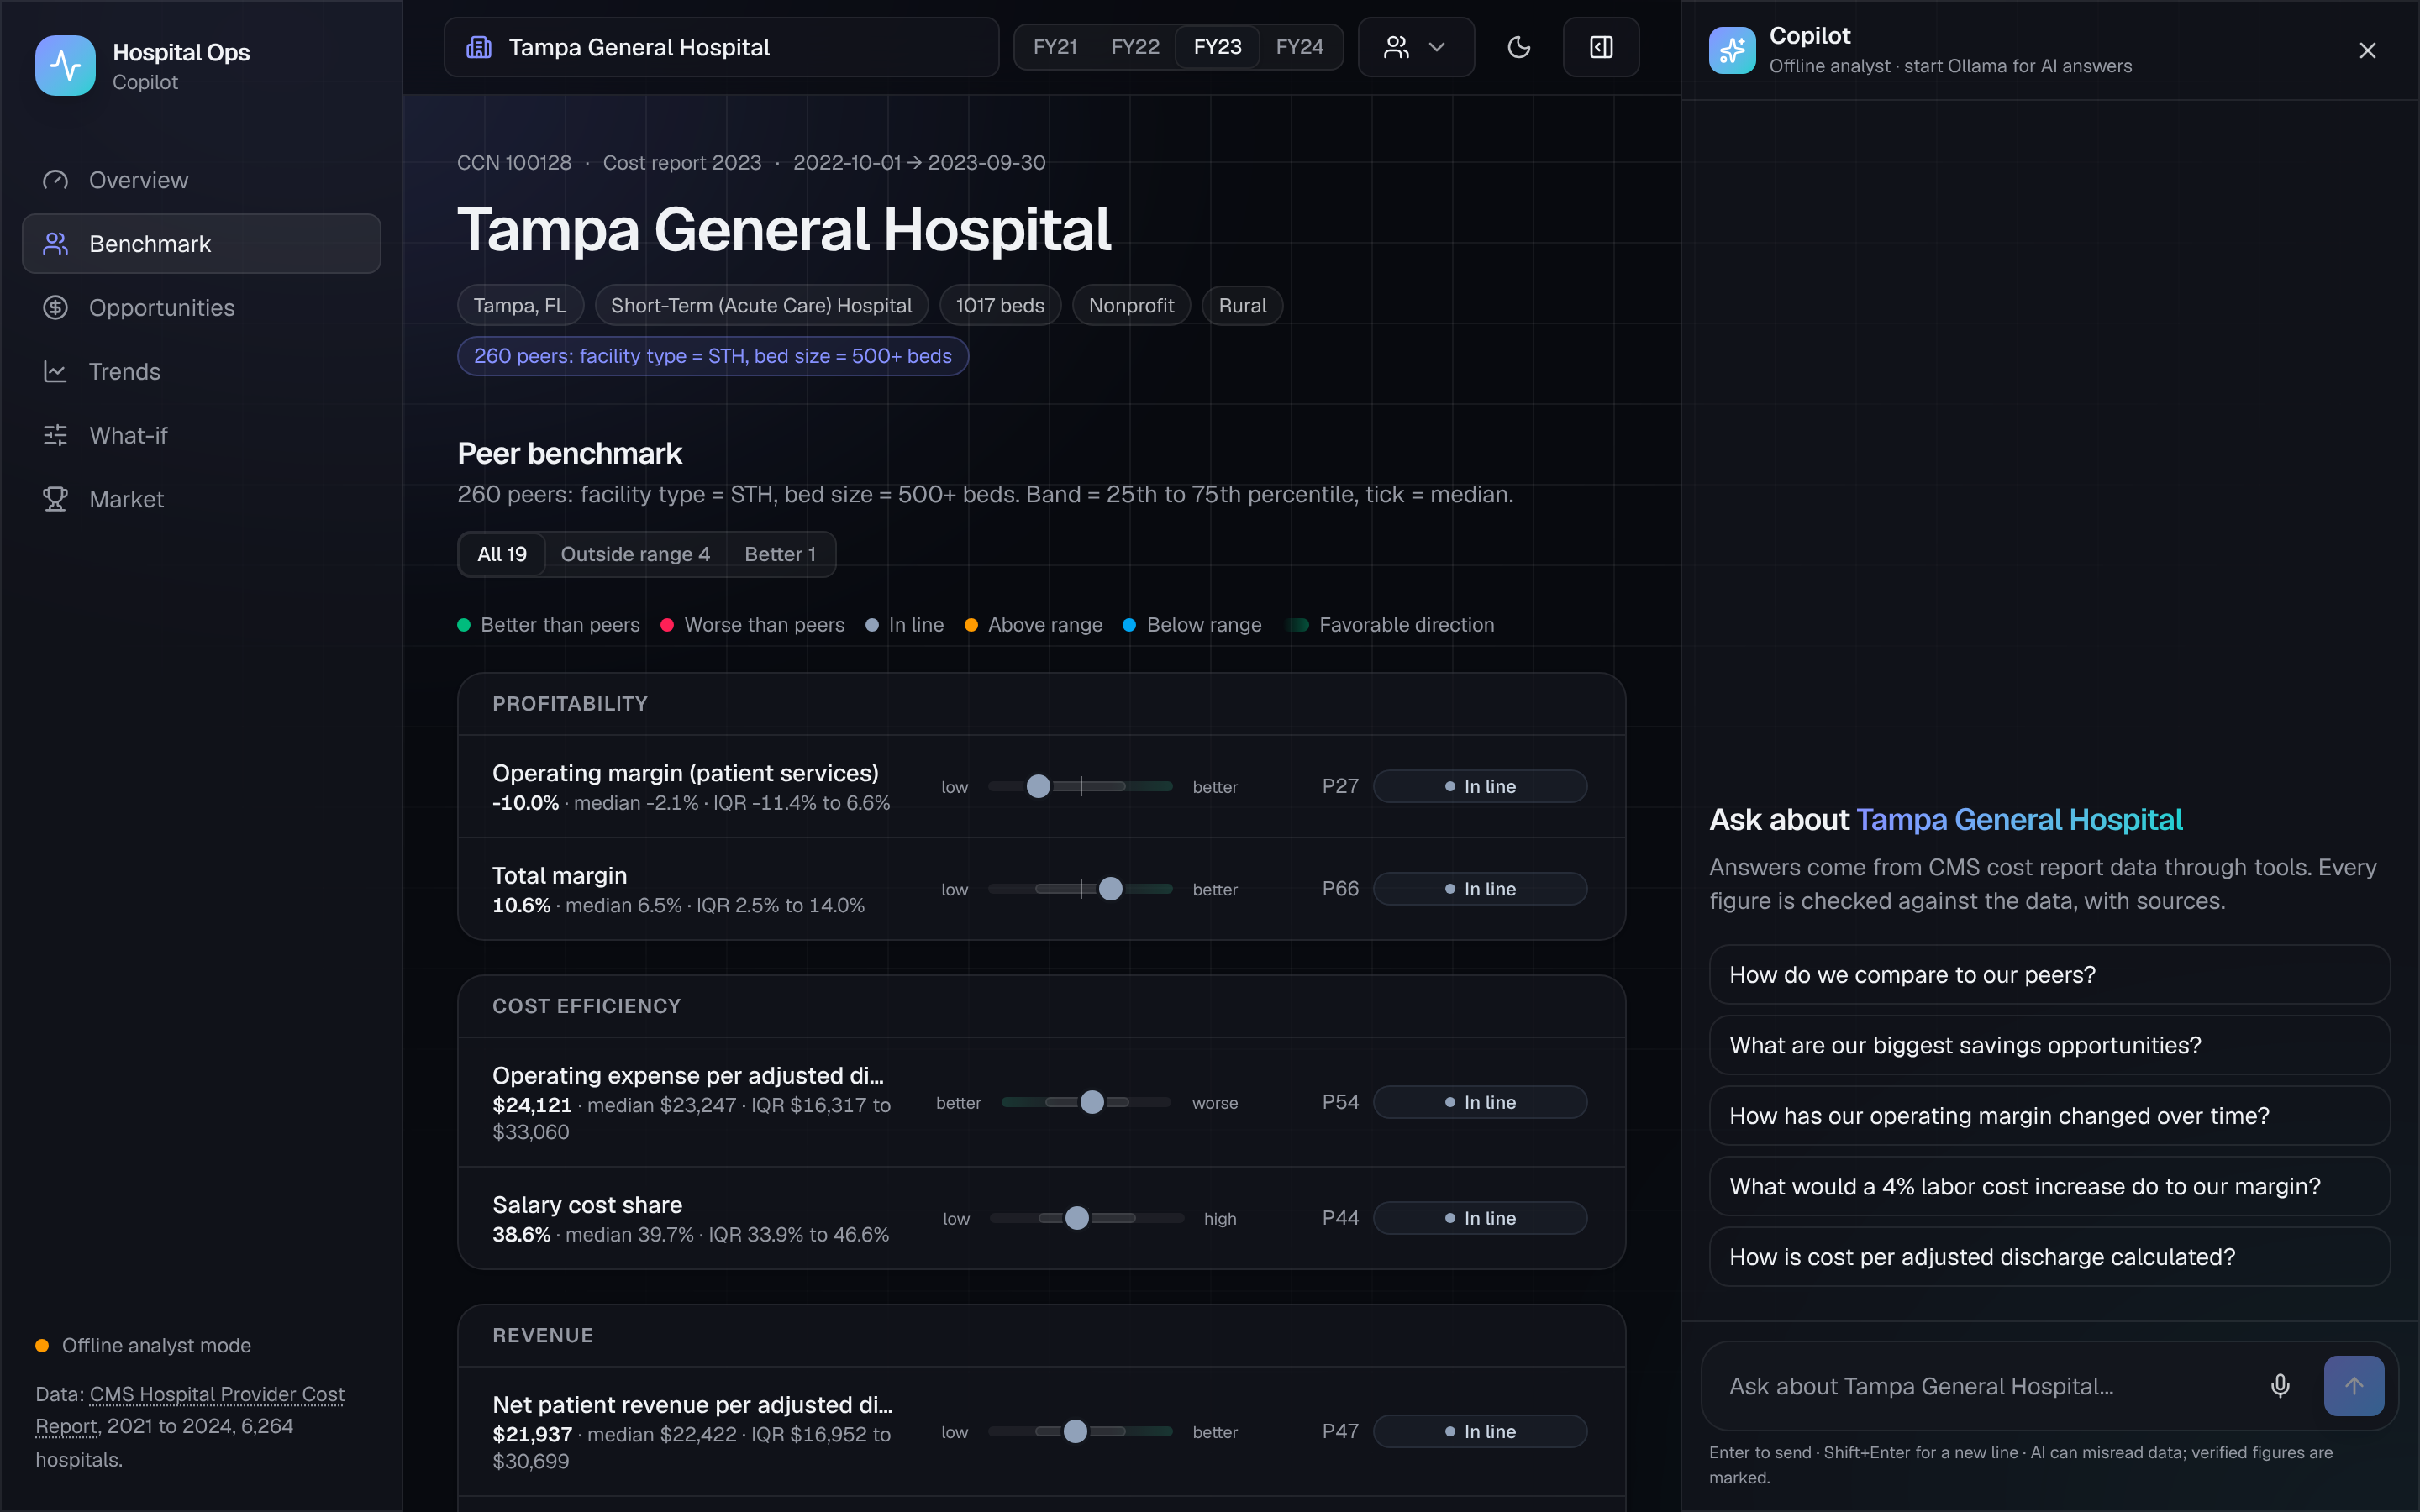 Hospital Ops
Copilot
Overview
Benchmark
Opportunities
Trends
What-if
Market
Offline analyst mode
Data: CMS Hospital Provider Cost
Report, 2021 to 2024, 6,264
hospitals.
Tampa General Hospital
FY21 FY22 FY23 FY24
CCN 100128 · Cost report 2023 · 2022-10-01 → 2023-09-30
Tampa General Hospital
Tampa, FL
Short-Term (Acute Care) Hospital
1017 beds
Nonprofit
Rural
260 peers: facility type = STH, bed size = 500+ beds
Peer benchmark
260 peers: facility type = STH, bed size = 500+ beds. Band = 25th to 75th percentile, tick = median.
All 19 Outside range 4 Better 1
Better than peers Worse than peers In line Above range Below range Favorable direction
PROFITABILITY
Operating margin (patient services)
-10.0% · median -2.1% · IQR -11.4% to 6.6%
low better P27 In line
Total margin
10.6% · median 6.5% · IQR 2.5% to 14.0%
low better P66 In line
COST EFFICIENCY
Operating expense per adjusted di...
$24,121 · median $23,247 · IQR $16,317 to
$33,060
better worse P54 In line
Salary cost share
38.6% · median 39.7% · IQR 33.9% to 46.6%
low high P44 In line
REVENUE
Net patient revenue per adjusted di...
$21,937 · median $22,422 · IQR $16,952 to
$30,699
low better P47 In line
Copilot
Offline analyst · start Ollama for AI answers
Ask about Tampa General Hospital
Answers come from CMS cost report data through tools. Every
figure is checked against the data, with sources.
How do we compare to our peers?
What are our biggest savings opportunities?
How has our operating margin changed over time?
What would a 4% labor cost increase do to our margin?
How is cost per adjusted discharge calculated?
Ask about Tampa General Hospital...
Enter to send · Shift+Enter for a new line · AI can misread data; verified figures are
marked.